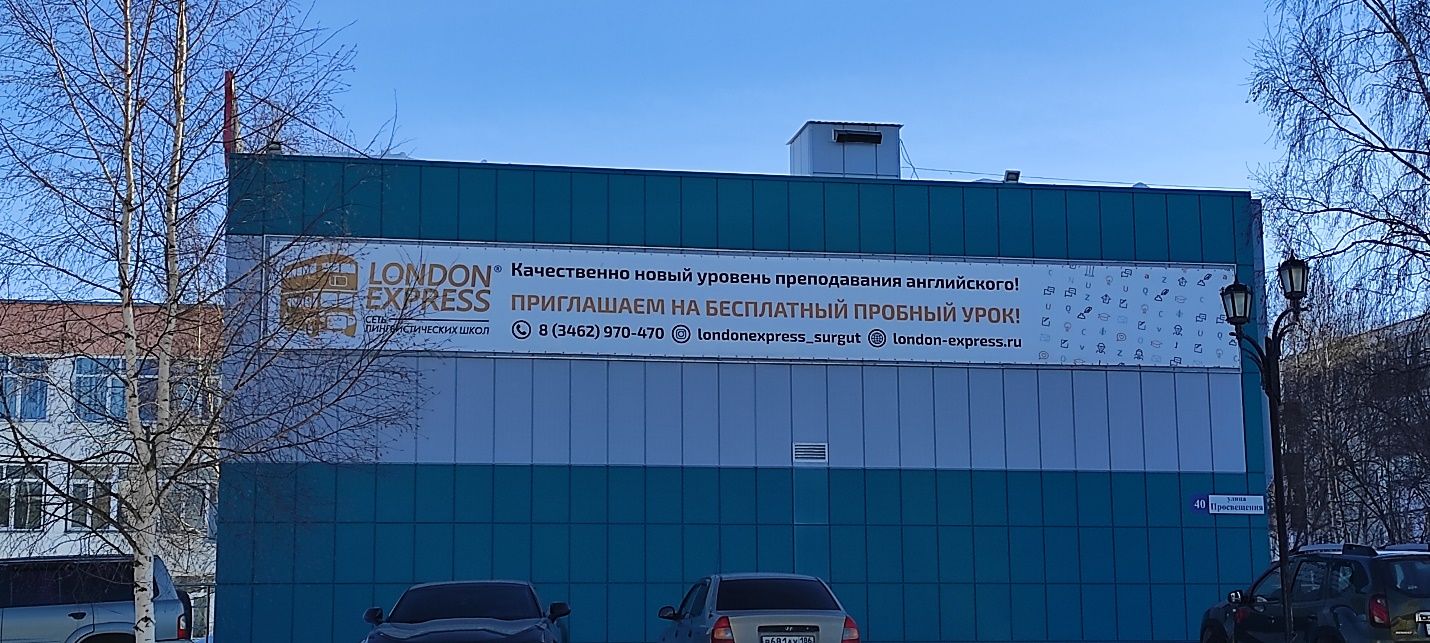 LONDON®
EXPRESS
СЕТЬ
ЛИНГВИСТИЧЕСКИХ ШКОЛ
Качественно новый уровень преподавания английского!
ПРИГЛАШАЕМ НА БЕСПЛАТНЫЙ ПРОБНЫЙ УРОК!
8 (3462) 970-470 londonexpress_surgut london-express.ru
40
улица
Просвещения